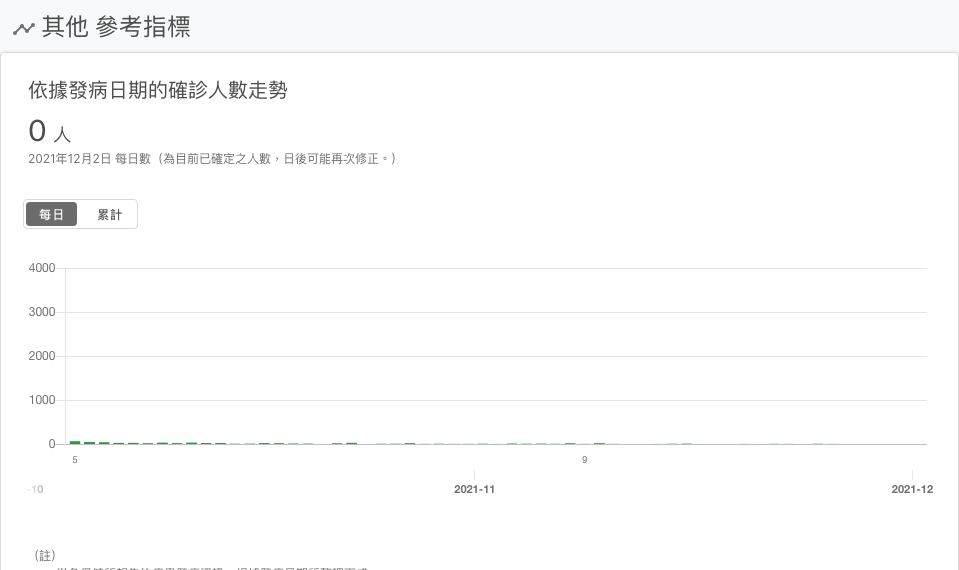 其他 參考指標
依據發病日期的確診人數走勢
0 人
2021年12月2日 每日數（為目前已確定之人數，日後可能再次修正。）
每日 累計
4000
3000
2000
1000
0
5 9
-10 2021-11 2021-12
（註）